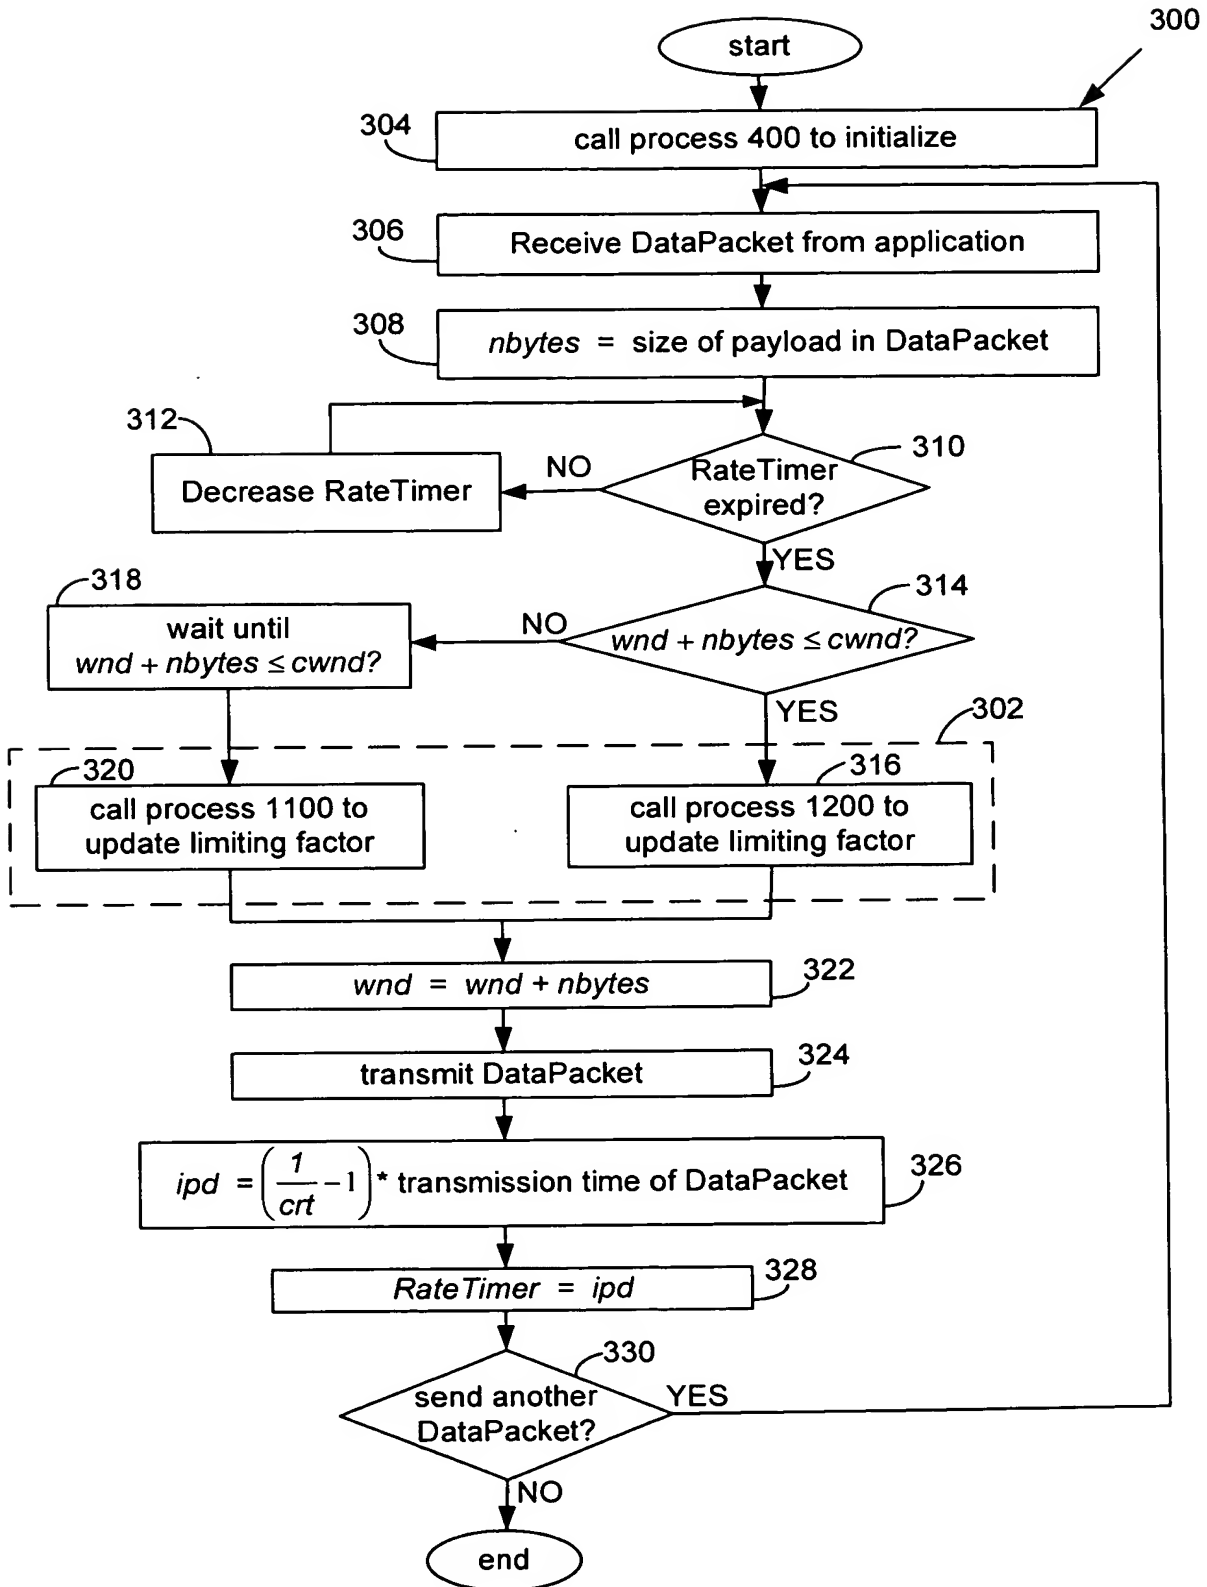 300
start
304
call process 400 to initialize
306
Receive DataPacket from application
308
nbytes = size of payload in DataPacket
312
310
Decrease RateTimer
NO
RateTimer
expired?
YES
318
314
wait until
wnd + nbytes ≤ cwnd?
NO
wnd + nbytes ≤ cwnd?
YES
302
320
316
call process 1100 to
update limiting factor
call process 1200 to
update limiting factor
wnd = wnd + nbytes
322
transmit DataPacket
324
ipd = (1/crt − 1) * transmission time of DataPacket
326
RateTimer = ipd
328
330
send another
DataPacket?
YES
NO
end